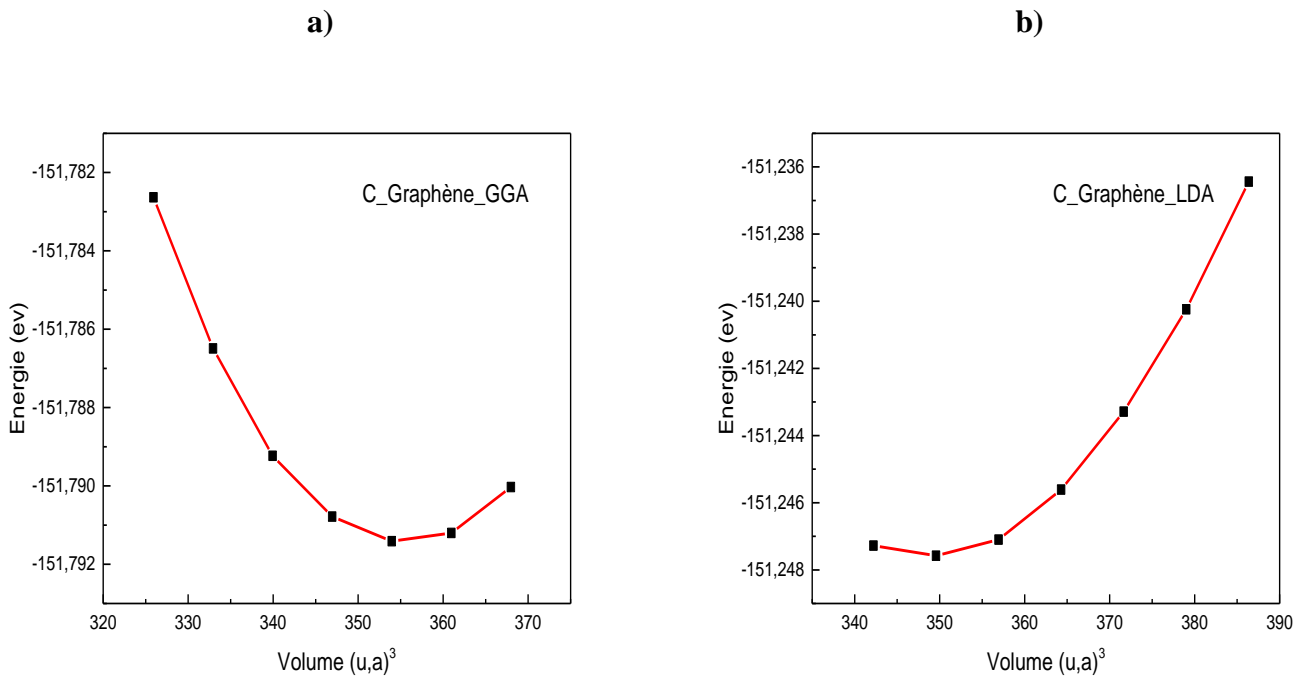 a)
b)
C_Graphène_GGA
-151,782
-151,784
-151,786
-151,788
-151,790
-151,792
Energie (ev)
320 330 340 350 360 370
Volume (u,a)³
C_Graphène_LDA
-151,236
-151,238
-151,240
-151,242
-151,244
-151,246
-151,248
Energie (ev)
340 350 360 370 380 390
Volume (u,a)³